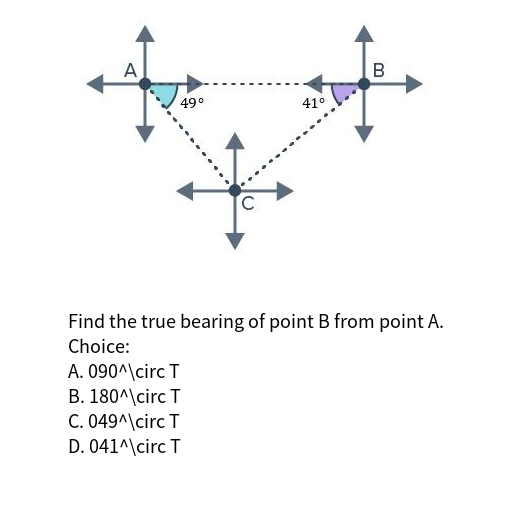 A
B
49°
41°
C
Find the true bearing of point B from point A.
Choice:
A. 090^\circ T
B. 180^\circ T
C. 049^\circ T
D. 041^\circ T